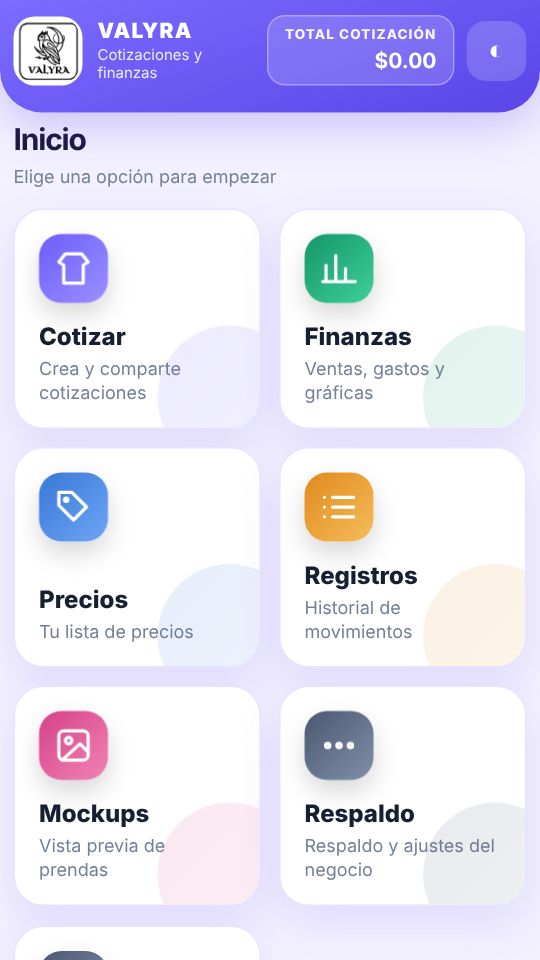 VALYRA
VALYRA
Cotizaciones y
finanzas
TOTAL COTIZACIÓN
$0.00
Inicio
Elige una opción para empezar
Cotizar
Crea y comparte
cotizaciones
Finanzas
Ventas, gastos y
gráficas
Precios
Tu lista de precios
Registros
Historial de
movimientos
Mockups
Vista previa de
prendas
Respaldo
Respaldo y ajustes del
negocio